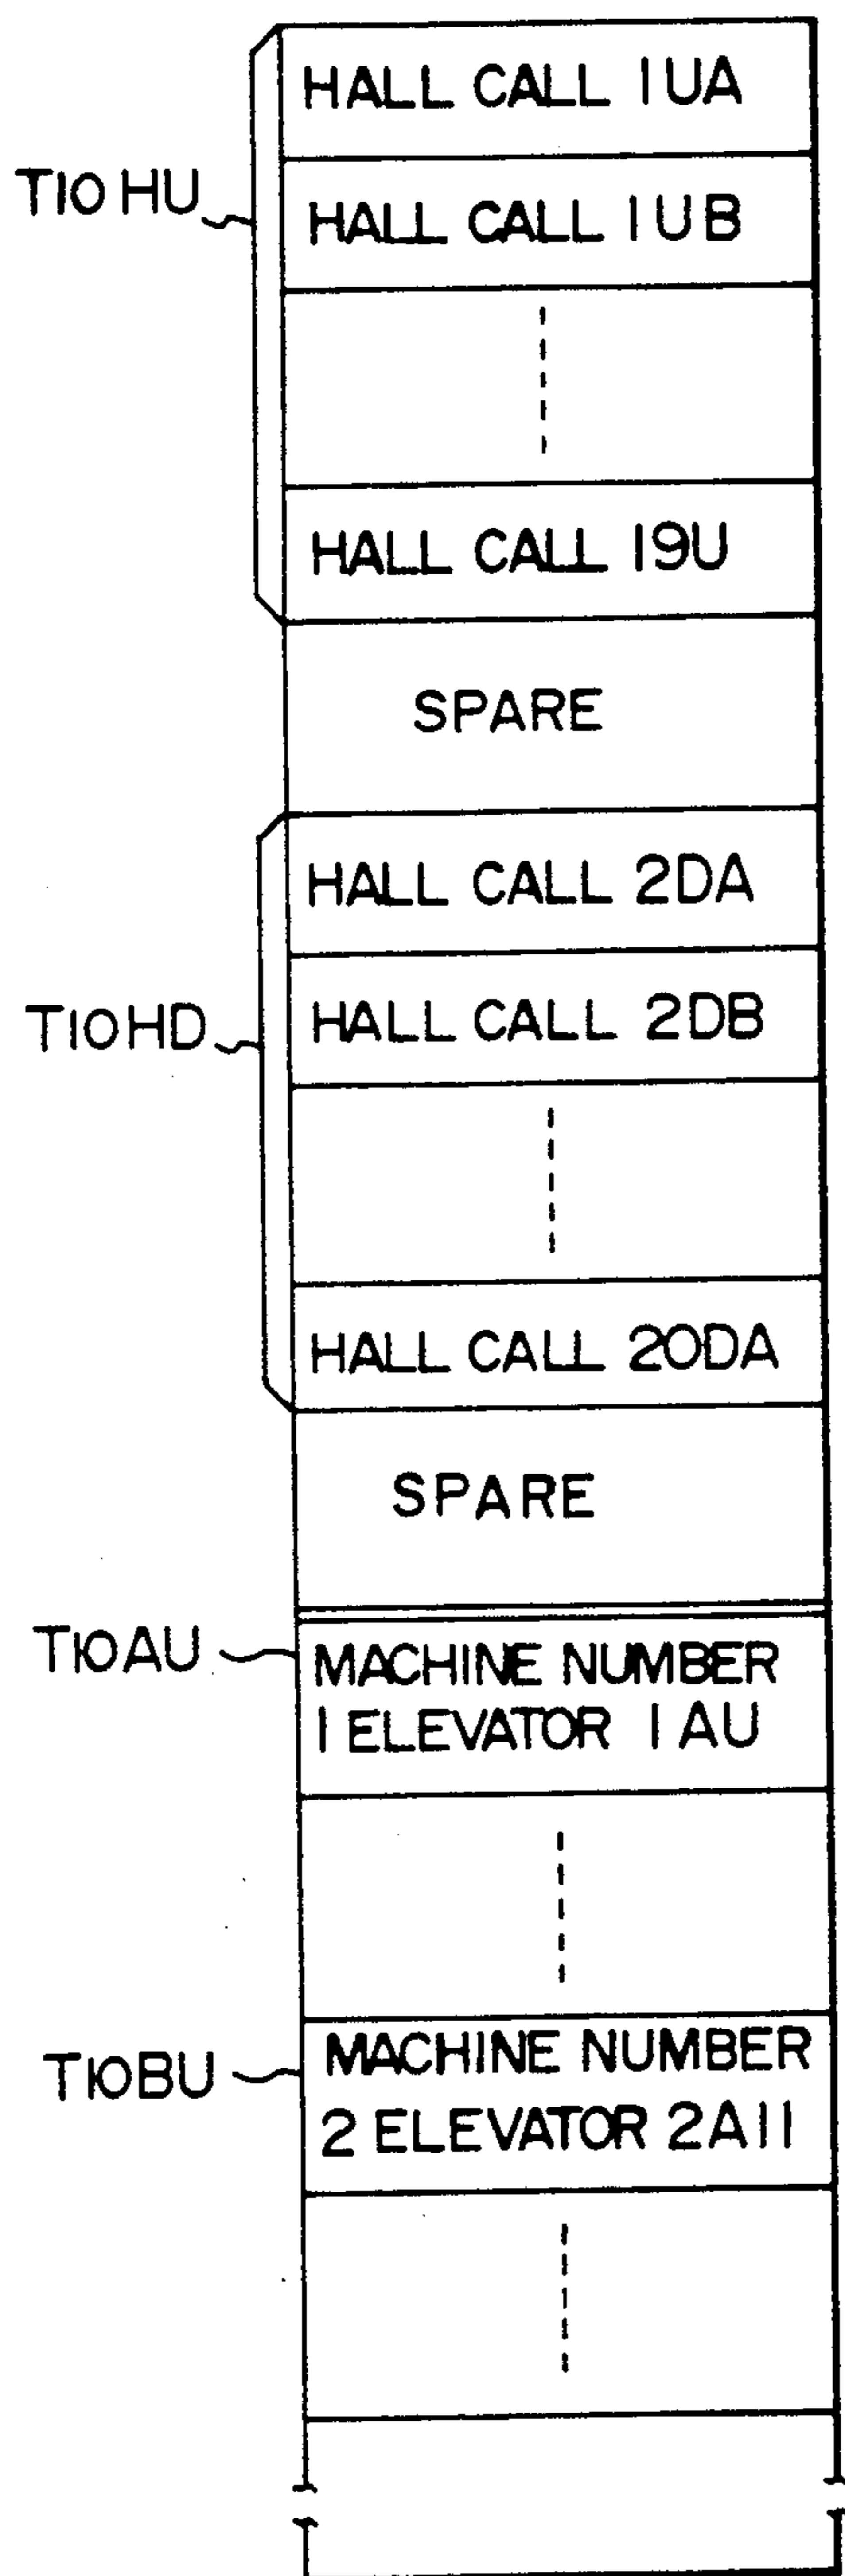 HALL CALL 1UA
T10HU
HALL CALL 1UB
HALL CALL 19U
SPARE
HALL CALL 2DA
T10HD
HALL CALL 2DB
HALL CALL 20DA
SPARE
T10AU
MACHINE NUMBER
1 ELEVATOR 1AU
T10BU
MACHINE NUMBER
2 ELEVATOR 2A11